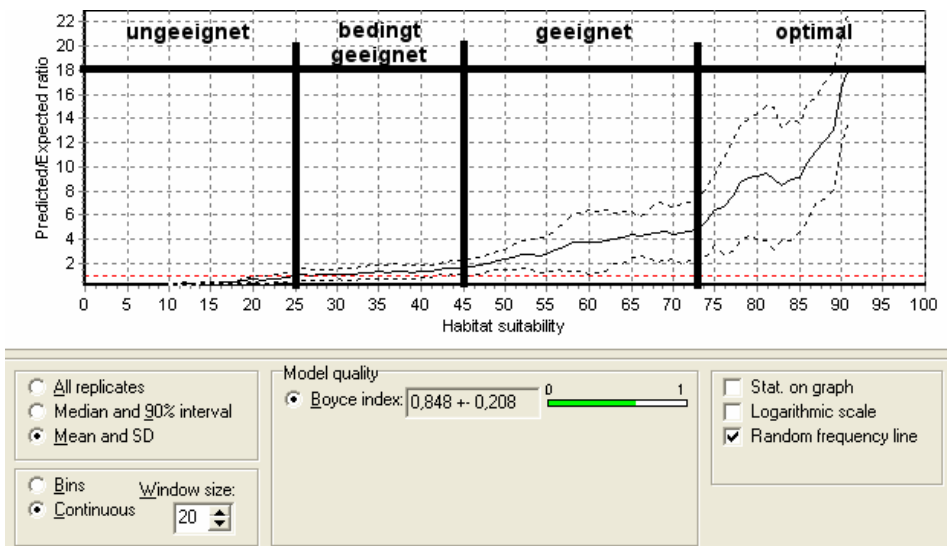 ungeeignet bedingt geeignet geeignet optimal
Predicted/Expected ratio
22
20
18
16
14
12
10
8
6
4
2
0 5 10 15 20 25 30 35 40 45 50 55 60 65 70 75 80 85 90 95 100
Habitat suitability
All replicates
Median and 90% interval
Mean and SD
Bins
Continuous
Window size:
20
Model quality
Boyce index: 0,848 +- 0,208
0 1
Stat. on graph
Logarithmic scale
Random frequency line